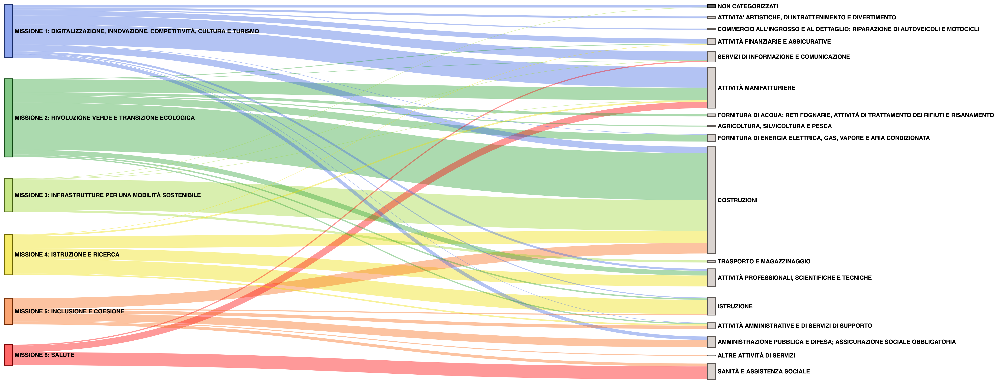 MISSIONE 1: DIGITALIZZAZIONE, INNOVAZIONE, COMPETITIVITÀ, CULTURA E TURISMO
MISSIONE 2: RIVOLUZIONE VERDE E TRANSIZIONE ECOLOGICA
MISSIONE 3: INFRASTRUTTURE PER UNA MOBILITÀ SOSTENIBILE
MISSIONE 4: ISTRUZIONE E RICERCA
MISSIONE 5: INCLUSIONE E COESIONE
MISSIONE 6: SALUTE
NON CATEGORIZZATI
ATTIVITA' ARTISTICHE, DI INTRATTENIMENTO E DIVERTIMENTO
COMMERCIO ALL'INGROSSO E AL DETTAGLIO; RIPARAZIONE DI AUTOVEICOLI E MOTOCICLI
ATTIVITÀ FINANZIARIE E ASSICURATIVE
SERVIZI DI INFORMAZIONE E COMUNICAZIONE
ATTIVITÀ MANIFATTURIERE
FORNITURA DI ACQUA; RETI FOGNARIE, ATTIVITÀ DI TRATTAMENTO DEI RIFIUTI E RISANAMENTO
AGRICOLTURA, SILVICOLTURA E PESCA
FORNITURA DI ENERGIA ELETTRICA, GAS, VAPORE E ARIA CONDIZIONATA
COSTRUZIONI
TRASPORTO E MAGAZZINAGGIO
ATTIVITÀ PROFESSIONALI, SCIENTIFICHE E TECNICHE
ISTRUZIONE
ATTIVITÀ AMMINISTRATIVE E DI SERVIZI DI SUPPORTO
AMMINISTRAZIONE PUBBLICA E DIFESA; ASSICURAZIONE SOCIALE OBBLIGATORIA
ALTRE ATTIVITÀ DI SERVIZI
SANITÀ E ASSISTENZA SOCIALE